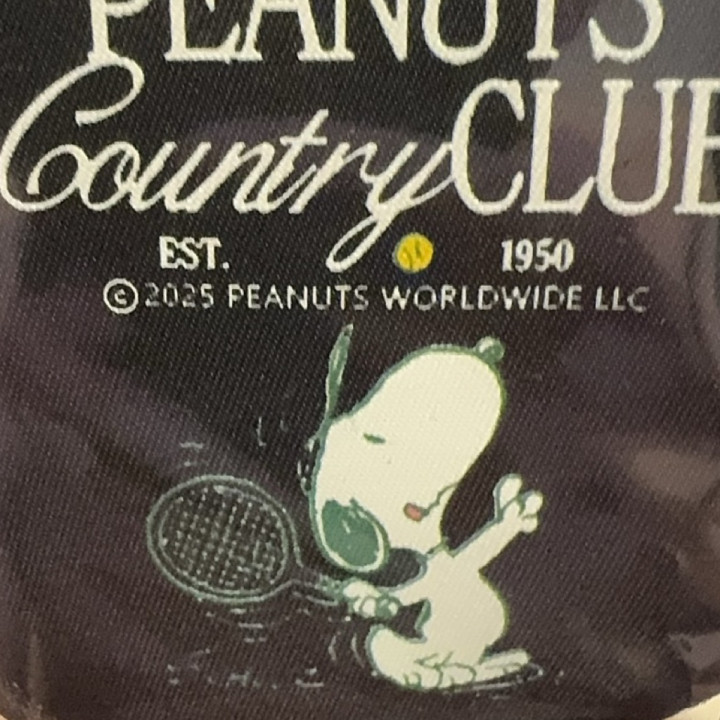 PEANUTS
Country CLUB
EST. 1950
©2025 PEANUTS WORLDWIDE LLC